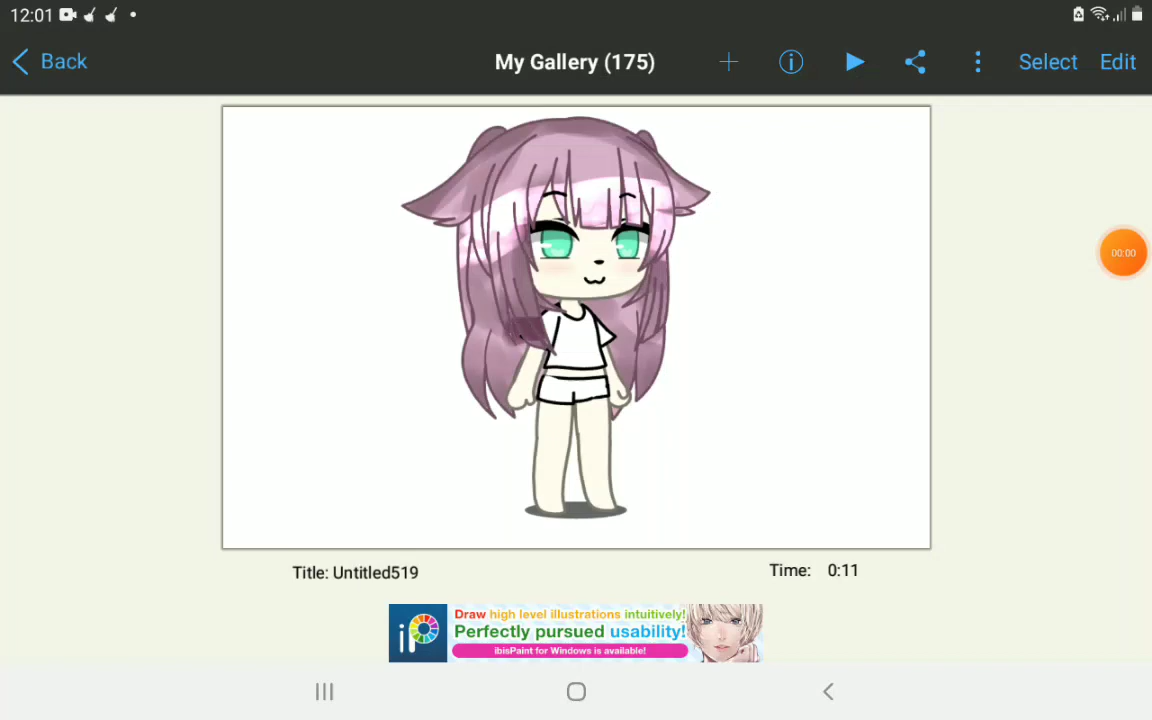 12:01
Back
My Gallery (175)
Select
Edit
00:00
Title: Untitled519
Time: 0:11
iP
Draw high level illustrations intuitively!
Perfectly pursued usability!
ibisPaint for Windows is available!